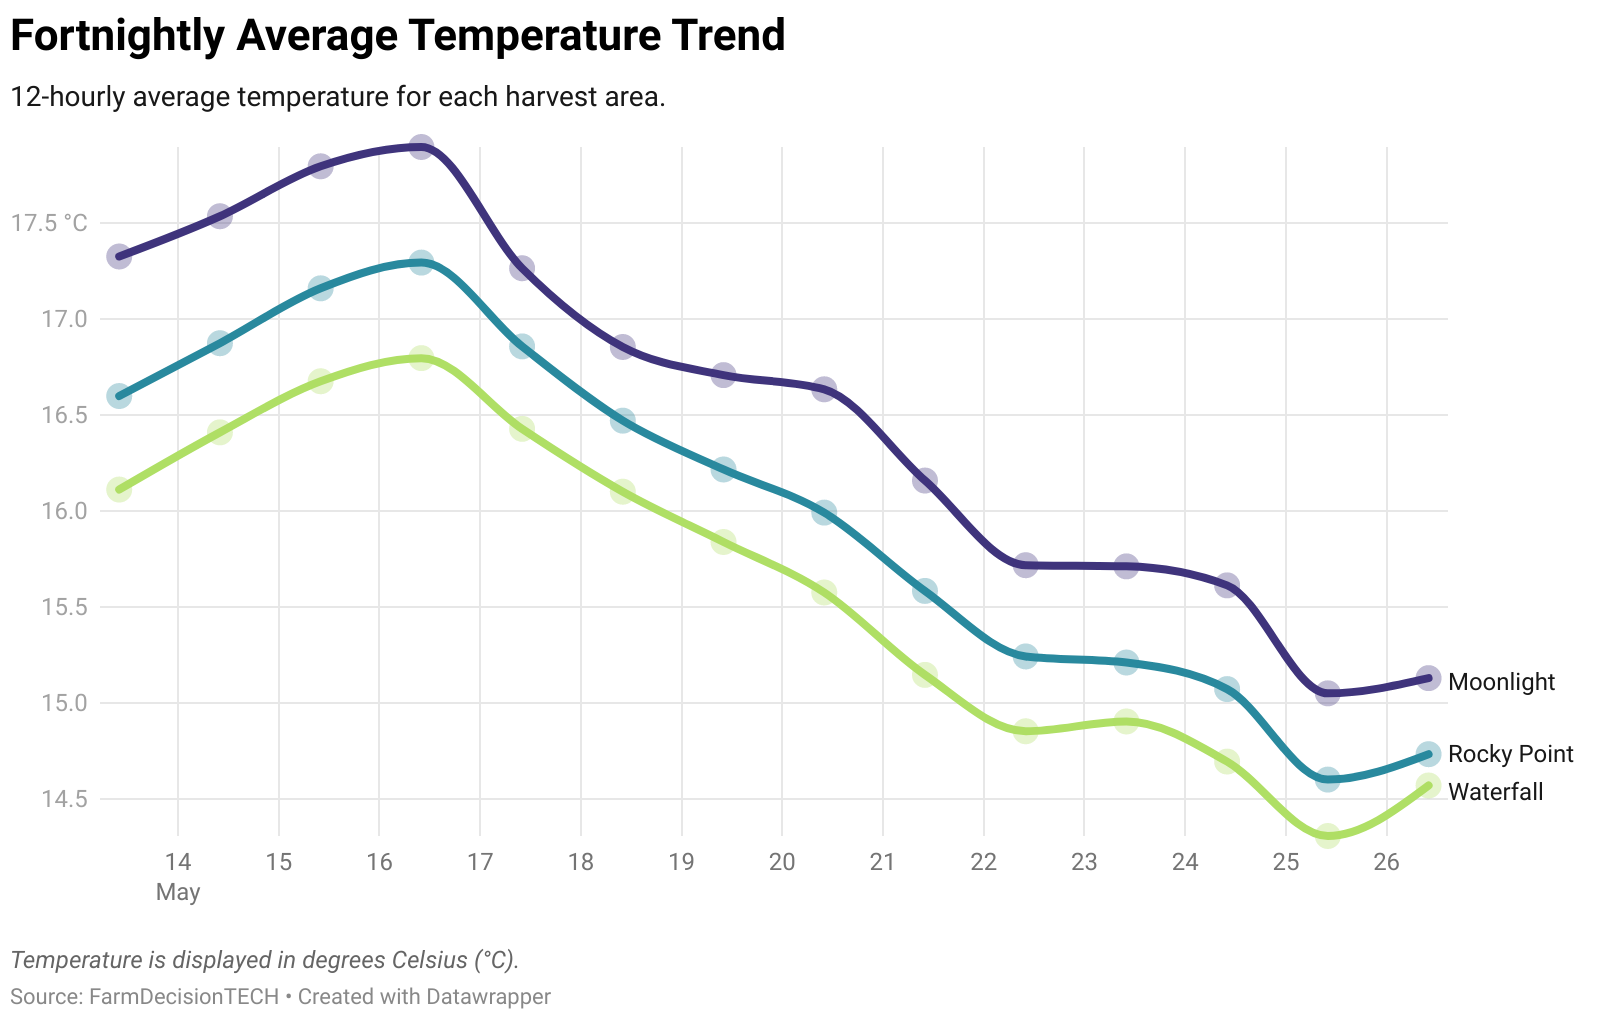 Fortnightly Average Temperature Trend
12-hourly average temperature for each harvest area.
17.5 °C
17.0
16.5
16.0
15.5
15.0
14.5
Moonlight
Rocky Point
Waterfall
14 15 16 17 18 19 20 21 22 23 24 25 26
May
Temperature is displayed in degrees Celsius (°C).
Source: FarmDecisionTECH • Created with Datawrapper